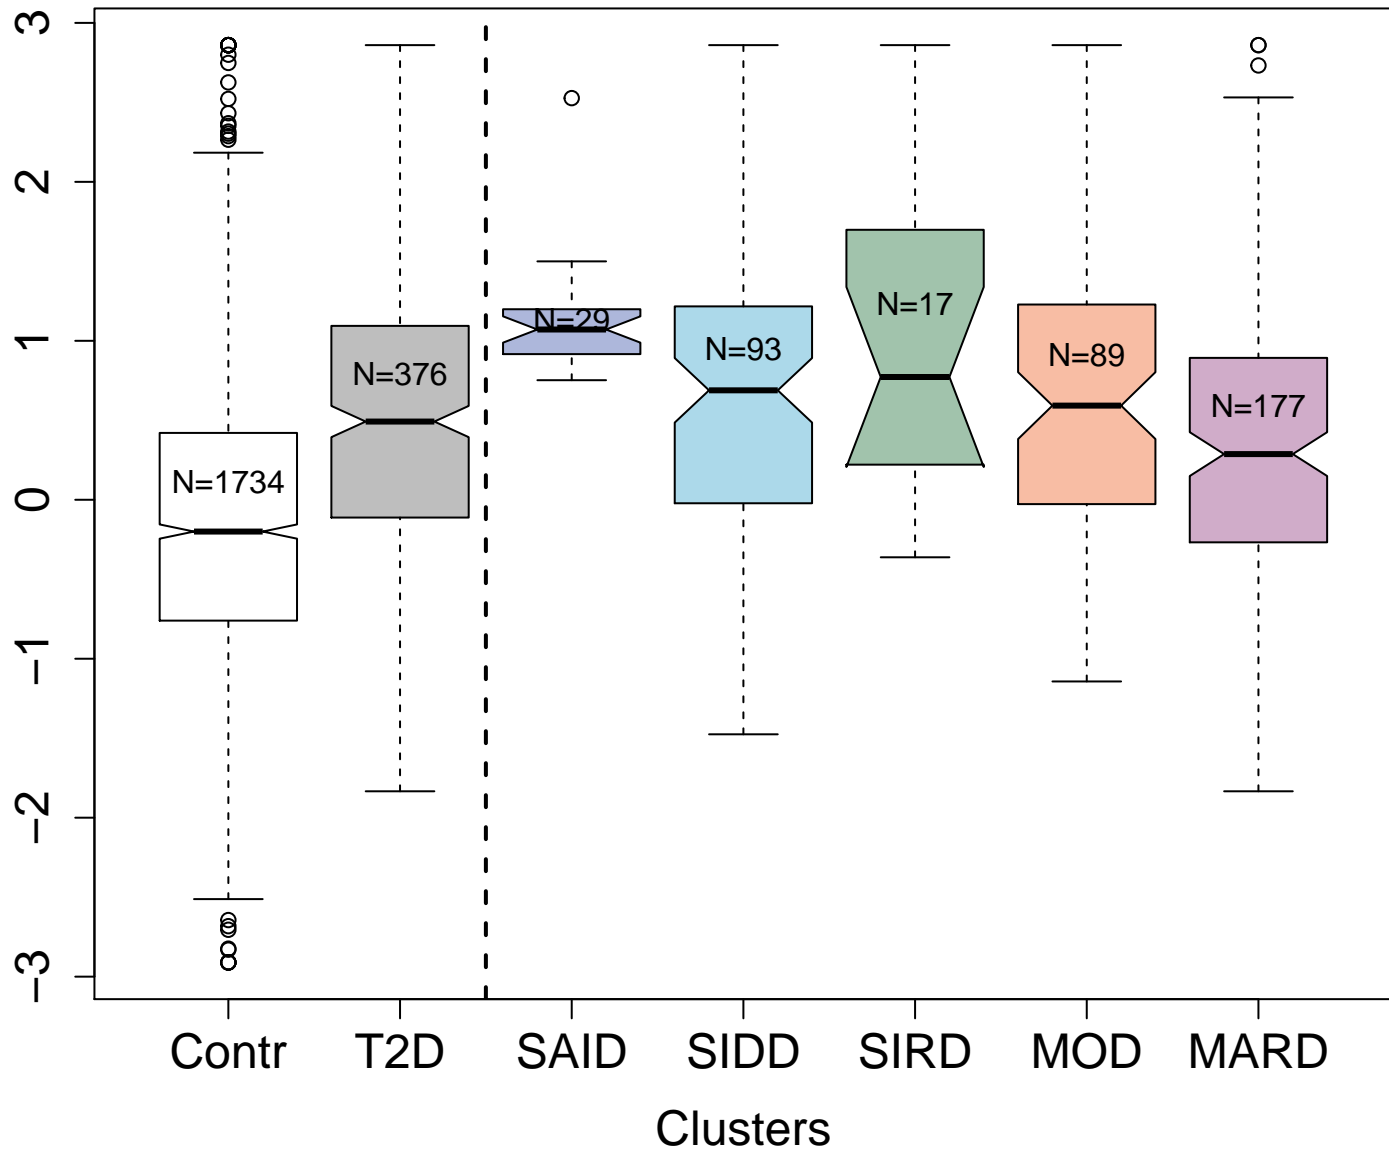 3
2
1
0
−1
−2
−3
N=1734
N=376
N=29
N=93
N=17
N=89
N=177
Contr T2D SAID SIDD SIRD MOD MARD
Clusters